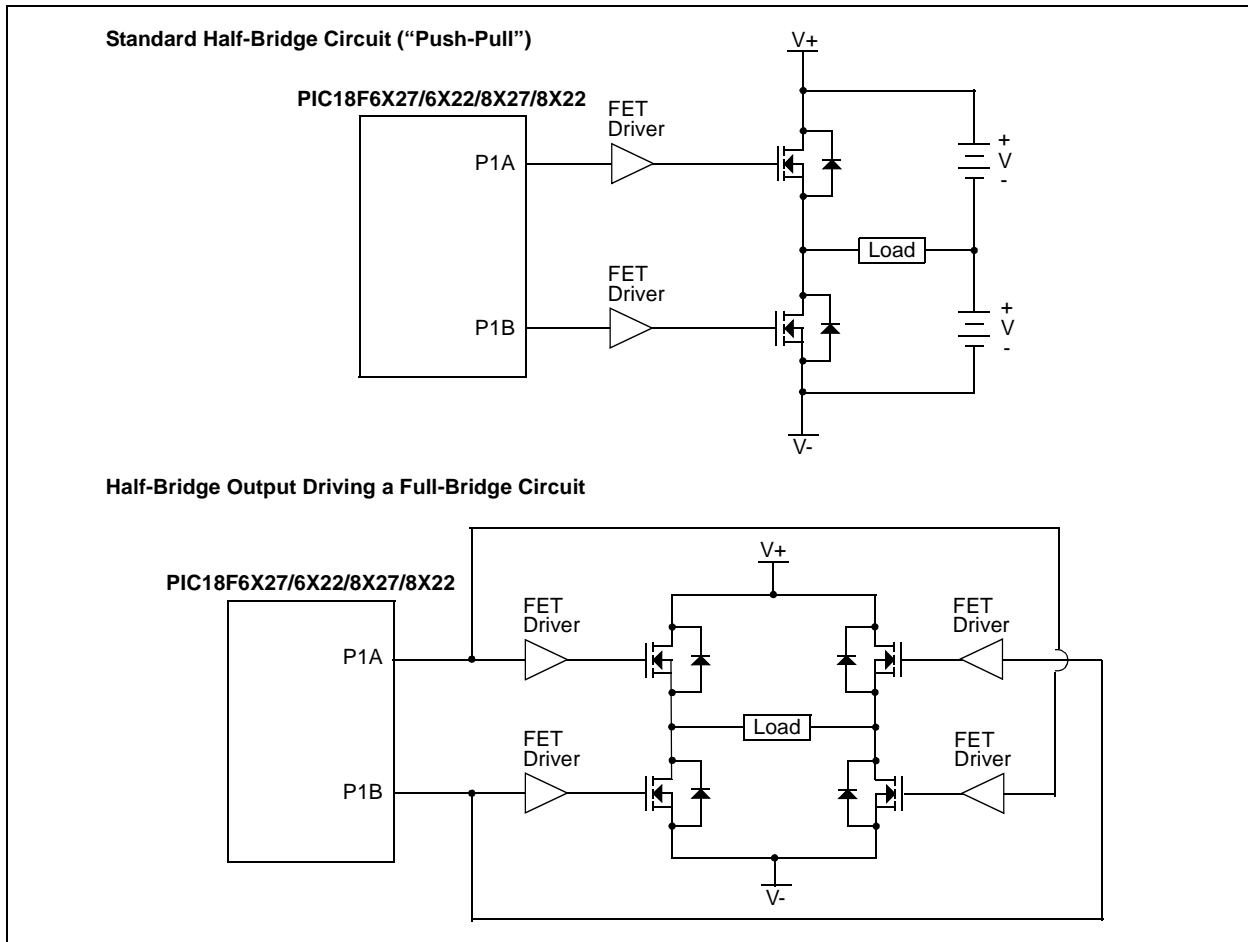 Standard Half-Bridge Circuit (“Push-Pull”)
V+
PIC18F6X27/6X22/8X27/8X22
FET
Driver
P1A
+
V
-
Load
FET
Driver
P1B
+
V
-
V-
Half-Bridge Output Driving a Full-Bridge Circuit
V+
PIC18F6X27/6X22/8X27/8X22
FET
Driver
FET
Driver
P1A
Load
FET
Driver
FET
Driver
P1B
V-